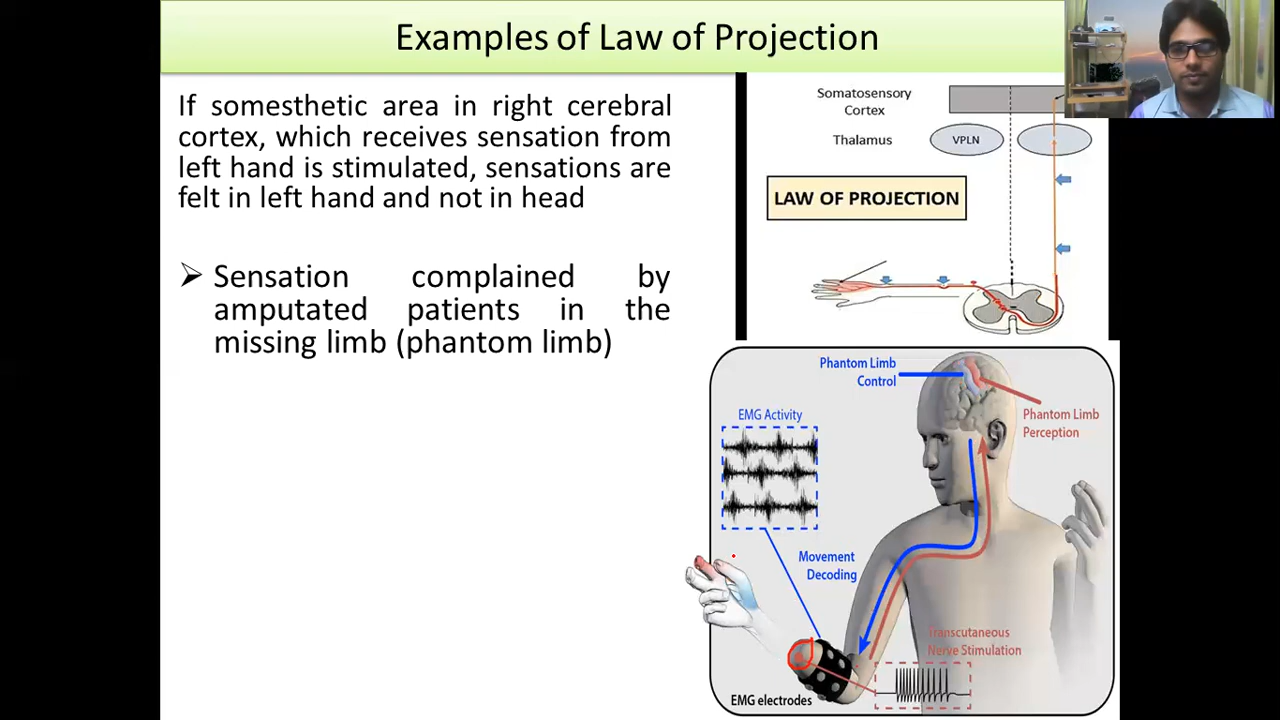 Examples of Law of Projection
If somesthetic area in right cerebral
cortex, which receives sensation from
left hand is stimulated, sensations are
felt in left hand and not in head
➢ Sensation complained by
amputated patients in the
missing limb (phantom limb)
Somatosensory
Cortex
Thalamus
VPLN
LAW OF PROJECTION
Phantom Limb
Control
EMG Activity
Phantom Limb
Perception
Movement
Decoding
Transcutaneous
Nerve Stimulation
EMG electrodes